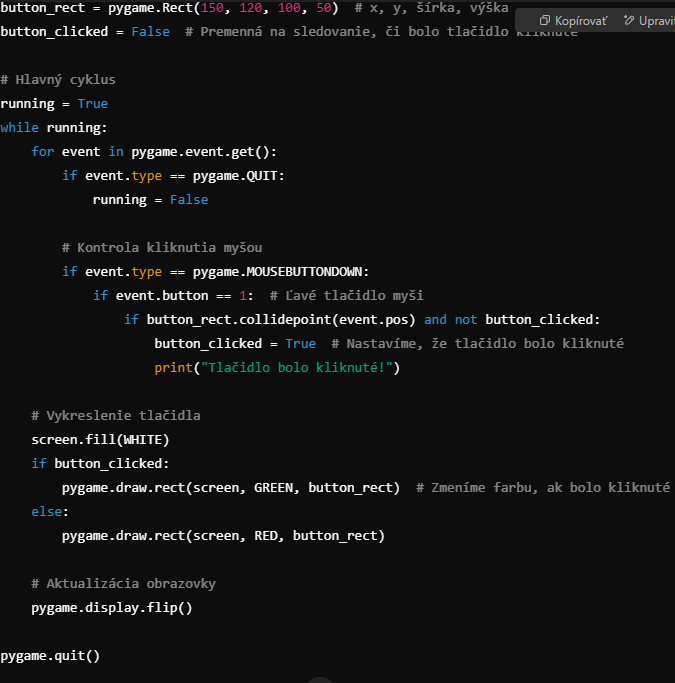 button_rect = pygame.Rect(150, 120, 100, 50)  # x, y, šírka, výška
Kopírovať Upraviť
button_clicked = False  # Premenná na sledovanie, či bolo tlačidlo kliknuté
# Hlavný cyklus
running = True
while running:
    for event in pygame.event.get():
        if event.type == pygame.QUIT:
            running = False
        # Kontrola kliknutia myšou
        if event.type == pygame.MOUSEBUTTONDOWN:
            if event.button == 1:  # Ľavé tlačidlo myši
                if button_rect.collidepoint(event.pos) and not button_clicked:
                    button_clicked = True  # Nastavíme, že tlačidlo bolo kliknuté
                    print("Tlačidlo bolo kliknuté!")
    # Vykreslenie tlačidla
    screen.fill(WHITE)
    if button_clicked:
        pygame.draw.rect(screen, GREEN, button_rect)  # Zmeníme farbu, ak bolo kliknuté
    else:
        pygame.draw.rect(screen, RED, button_rect)
    # Aktualizácia obrazovky
    pygame.display.flip()
pygame.quit()